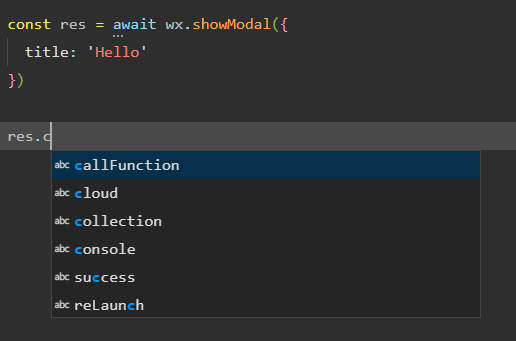 const res = await wx.showModal({
title: 'Hello'
})
res.c
abc callFunction
abc cloud
abc collection
abc console
abc success
abc reLaunch